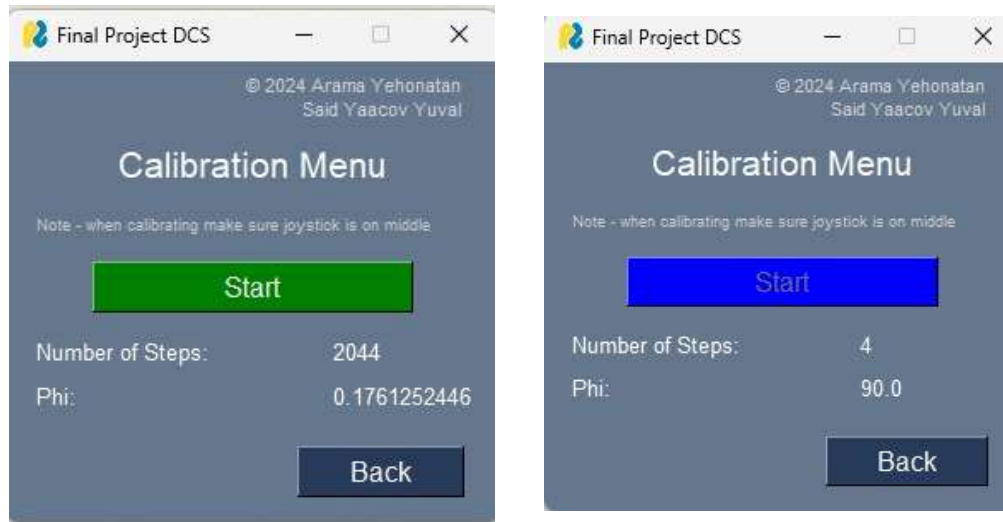 Final Project DCS
© 2024 Arama Yehonatan
Said Yaacov Yuval
Calibration Menu
Note - when calibrating make sure joystick is on middle
Start
Number of Steps: 2044
Phi: 0.1761252446
Back
Final Project DCS
© 2024 Arama Yehonatan
Said Yaacov Yuval
Calibration Menu
Note - when calibrating make sure joystick is on middle
Start
Number of Steps: 4
Phi: 90.0
Back